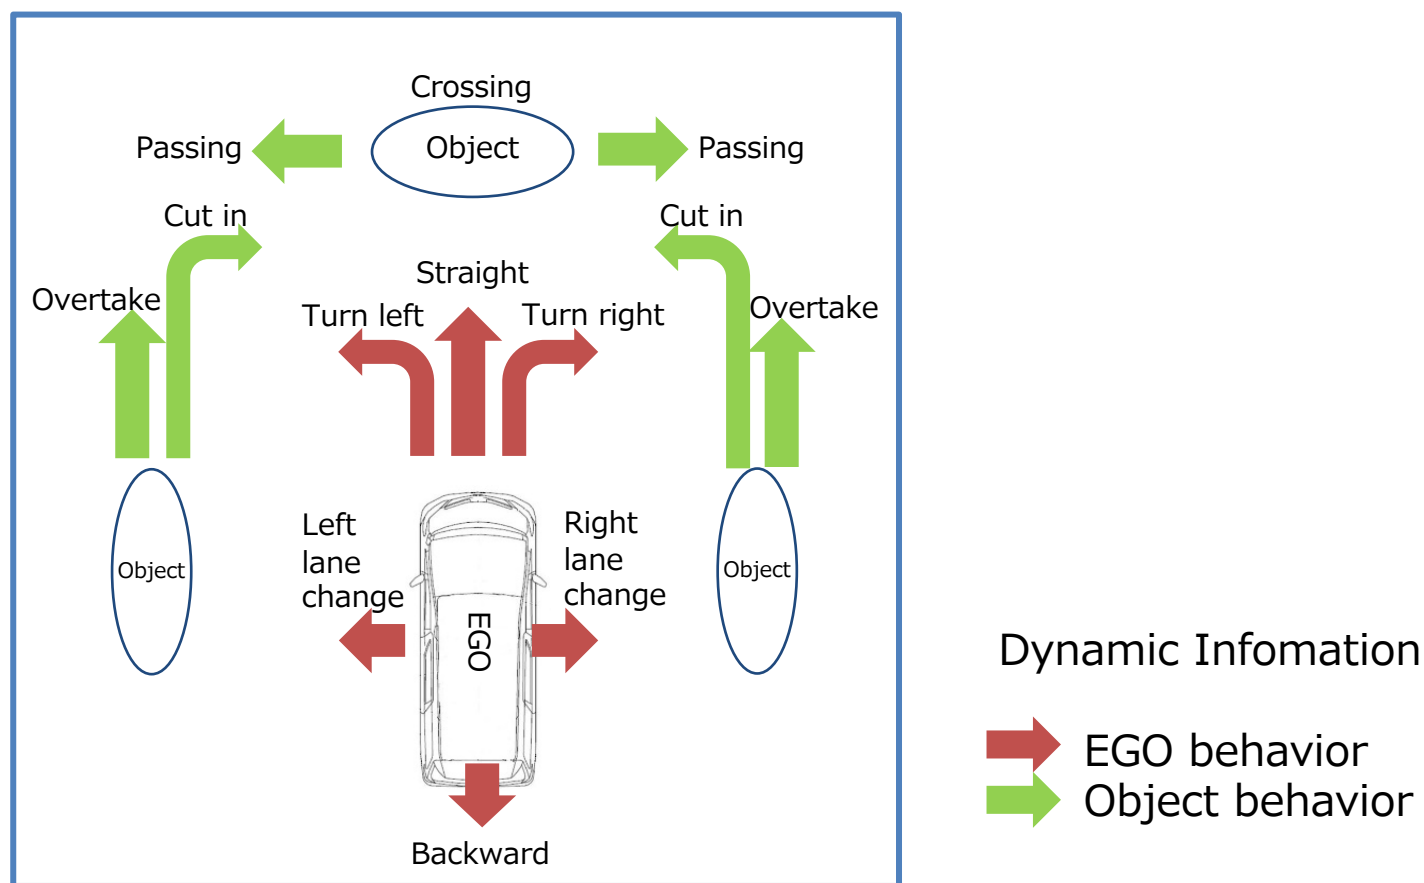 Crossing
Passing
Object
Passing
Cut in
Cut in
Straight
Overtake
Turn left
Turn right
Overtake
Left
lane
change
Right
lane
change
Object
EGO
Object
Backward
Dynamic Infomation
EGO behavior
Object behavior